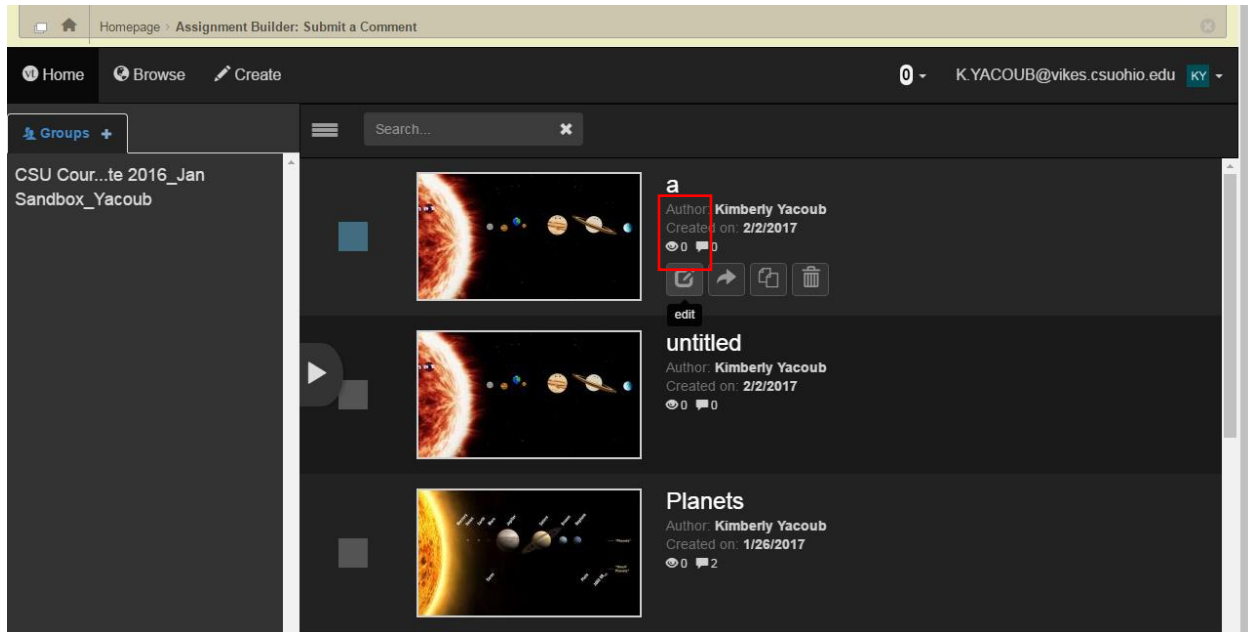 Homepage › Assignment Builder: Submit a Comment
vt Home Browse Create 0 K.YACOUB@vikes.csuohio.edu KY
Groups + Search...
CSU Cour...te 2016_Jan
Sandbox_Yacoub
a
Author: Kimberly Yacoub
Created on: 2/2/2017
0 0
edit
untitled
Author: Kimberly Yacoub
Created on: 2/2/2017
0 0
Planets
Author: Kimberly Yacoub
Created on: 1/26/2017
0 2